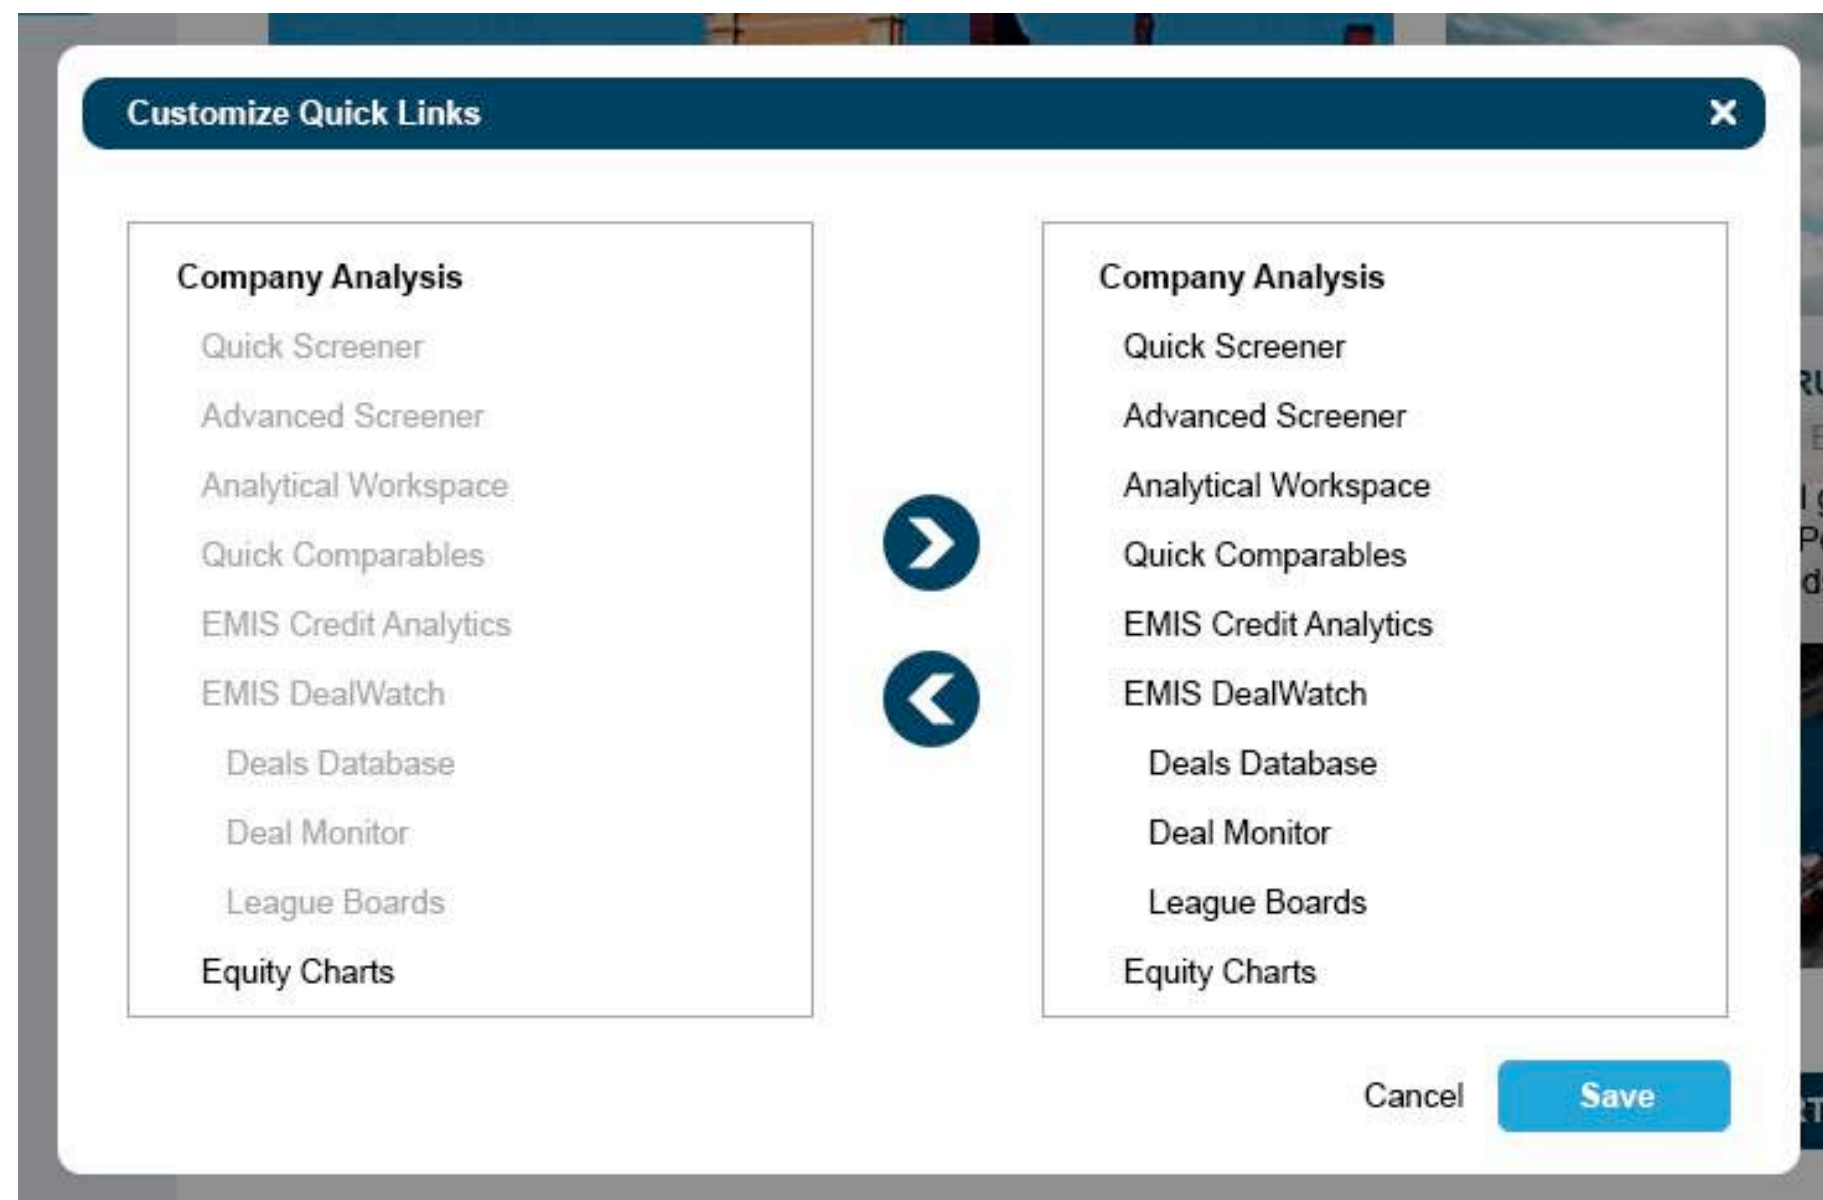 Customize Quick Links
Company Analysis
Quick Screener
Advanced Screener
Analytical Workspace
Quick Comparables
EMIS Credit Analytics
EMIS DealWatch
Deals Database
Deal Monitor
League Boards
Equity Charts
Company Analysis
Quick Screener
Advanced Screener
Analytical Workspace
Quick Comparables
EMIS Credit Analytics
EMIS DealWatch
Deals Database
Deal Monitor
League Boards
Equity Charts
Cancel
Save